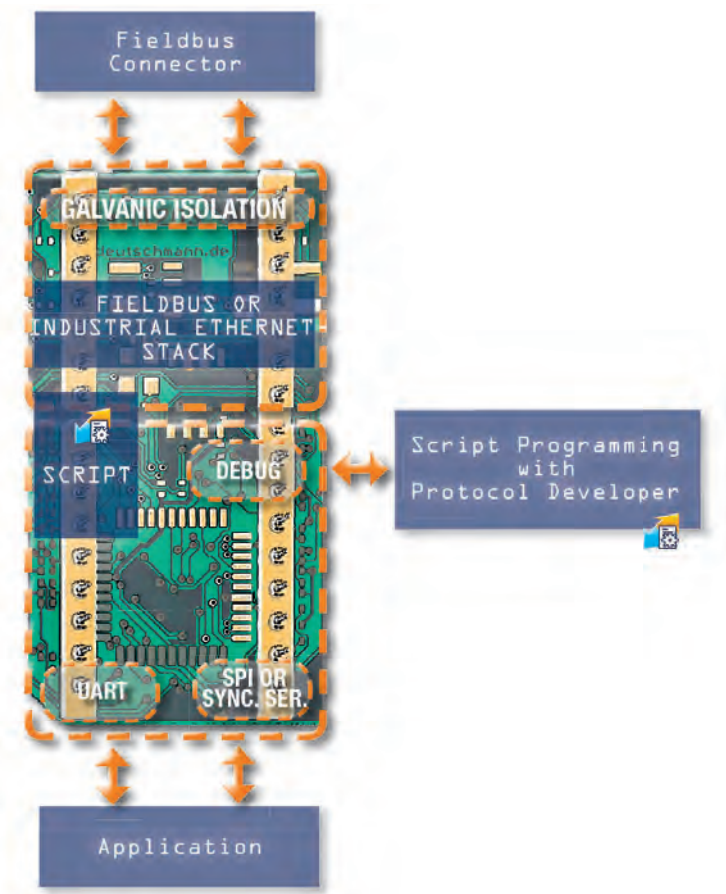 Fieldbus
Connector
GALVANIC ISOLATION
deutschmann.de
FIELDBUS OR
INDUSTRIAL ETHERNET
STACK
SCRIPT
DEBUG
Script Programming
with
Protocol Developer
UART
SPI OR
SYNC. SER.
Application